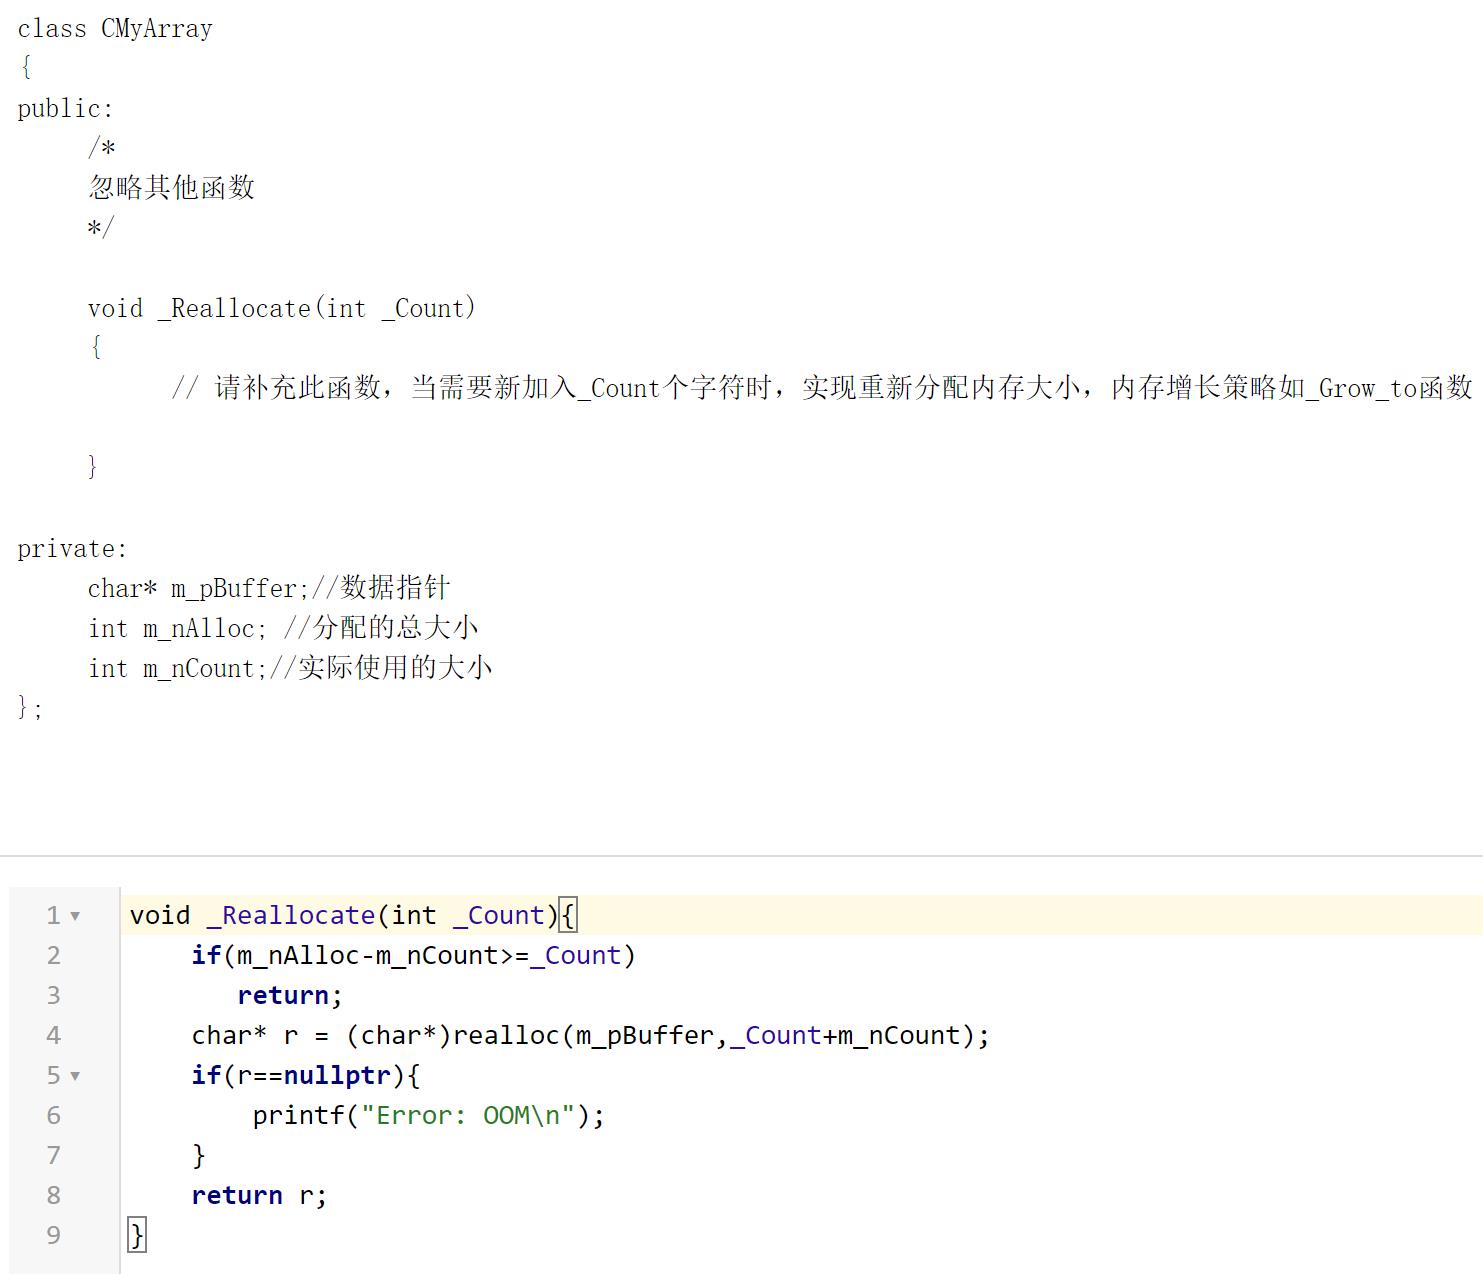 class CMyArray
{
public:
/*
忽略其他函数
*/
void _Reallocate(int _Count)
{
// 请补充此函数，当需要新加入_Count个字符时，实现重新分配内存大小，内存增长策略如_Grow_to函数
}
private:
char* m_pBuffer;//数据指针
int m_nAlloc; //分配的总大小
int m_nCount;//实际使用的大小
};
1 void _Reallocate(int _Count){
2 if(m_nAlloc-m_nCount>=_Count)
3 return;
4 char* r = (char*)realloc(m_pBuffer,_Count+m_nCount);
5 if(r==nullptr){
6 printf("Error: OOM\n");
7 }
8 return r;
9 }